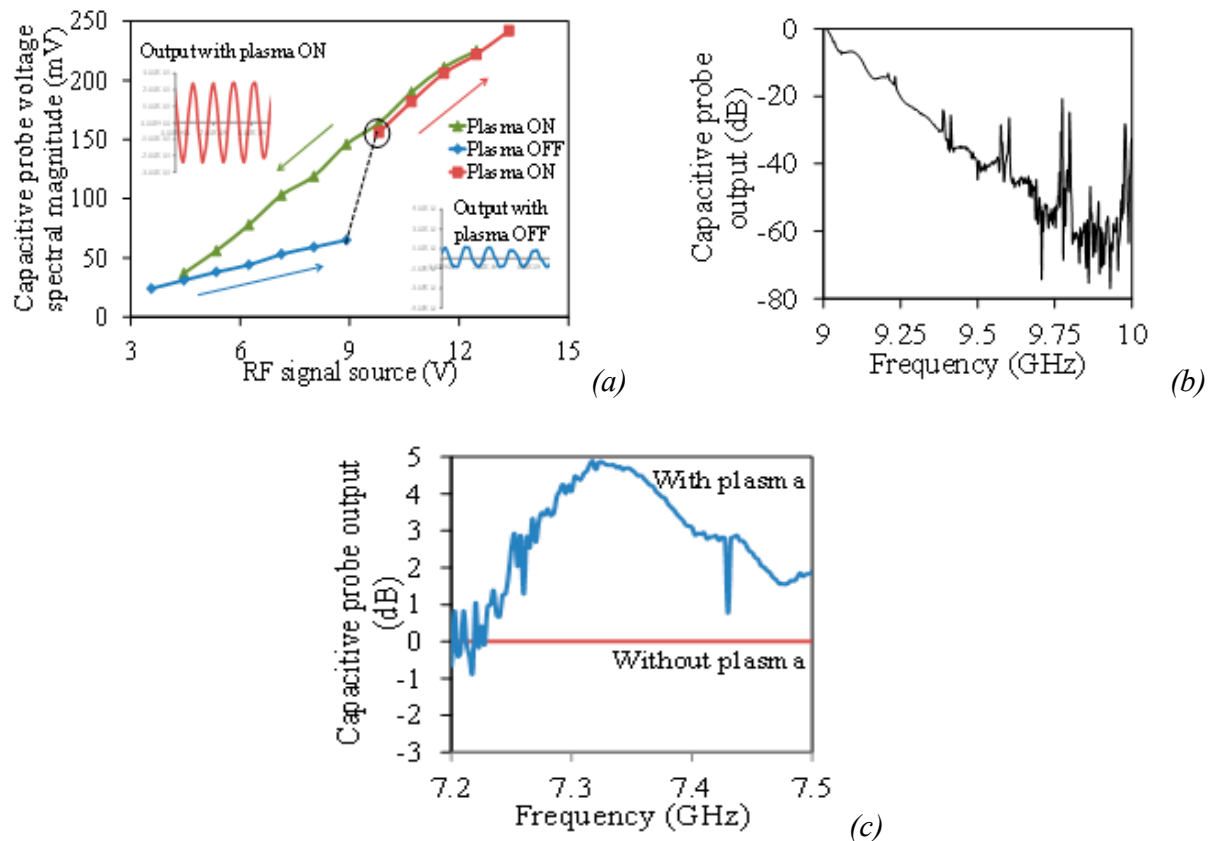 Capacitive probe voltage
spectral magnitude (mV)
250
200
150
100
50
0
3
6
9
12
15
RF signal source (V)
Output with plasma ON
Plasma ON
Plasma OFF
Plasma ON
Output with
plasma OFF
(a)
Capacitive probe
output (dB)
0
-20
-40
-60
-80
9
9.25
9.5
9.75
10
Frequency (GHz)
(b)
Capacitive probe output
(dB)
5
4
3
2
1
0
-1
-2
-3
7.2
7.3
7.4
7.5
Frequency (GHz)
With plasma
Without plasma
(c)